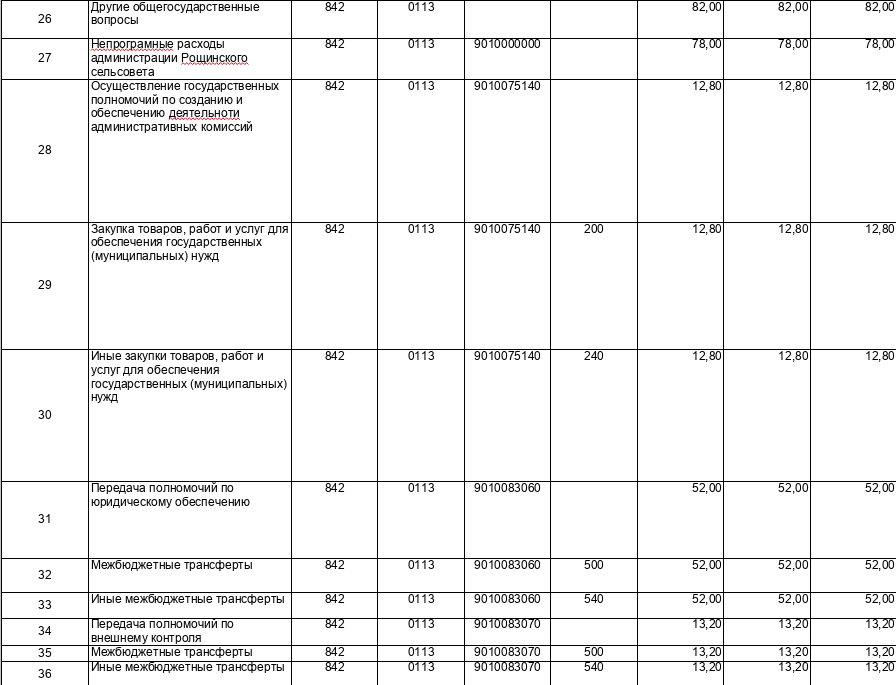 26 Другие общегосударственные 842 0113 82,00 82,00 82,00
вопросы
27 Непрограмные расходы 842 0113 9010000000 78,00 78,00 78,00
администрации Рощинского
сельсовета
28 Осуществление государственных 842 0113 9010075140 12,80 12,80 12,80
полномочий по созданию и
обеспечению деятельноти
административных комиссий
29 Закупка товаров, работ и услуг для 842 0113 9010075140 200 12,80 12,80 12,80
обеспечения государственных
(муниципальных) нужд
30 Иные закупки товаров, работ и 842 0113 9010075140 240 12,80 12,80 12,80
услуг для обеспечения
государственных (муниципальных)
нужд
31 Передача полномочий по 842 0113 9010083060 52,00 52,00 52,00
юридическому обеспечению
32 Межбюджетные трансферты 842 0113 9010083060 500 52,00 52,00 52,00
33 Иные межбюджетные трансферты 842 0113 9010083060 540 52,00 52,00 52,00
34 Передача полномочий по 842 0113 9010083070 13,20 13,20 13,20
внешнему контроля
35 Межбюджетные трансферты 842 0113 9010083070 500 13,20 13,20 13,20
36 Иные межбюджетные трансферты 842 0113 9010083070 540 13,20 13,20 13,20